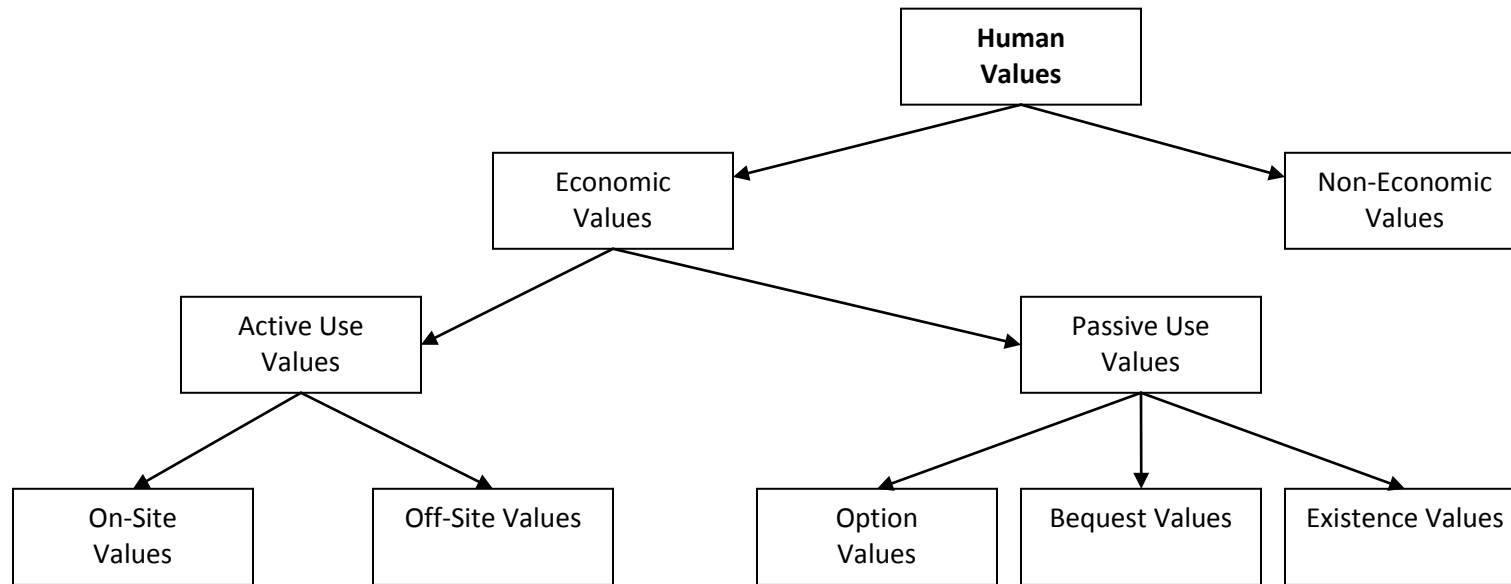 Human
Values
Economic
Values
Non-Economic
Values
Active Use
Values
Passive Use
Values
On-Site
Values
Off-Site Values
Option
Values
Bequest Values
Existence Values